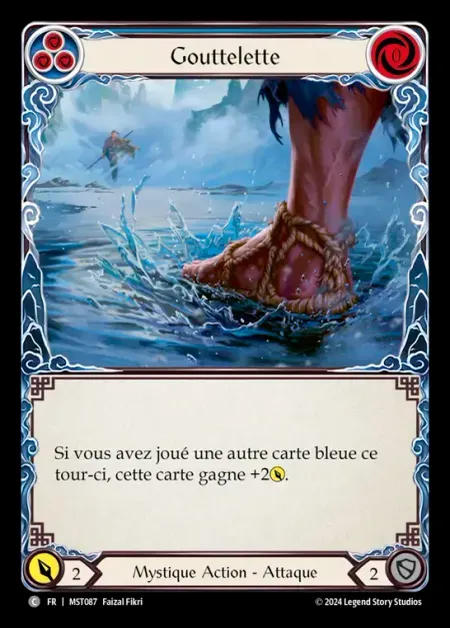 Gouttelette
0
Si vous avez joué une autre carte bleue ce
tour-ci, cette carte gagne +2.
2
Mystique Action - Attaque
2
C FR | MST087 Faizal Fikri
© 2024 Legend Story Studios